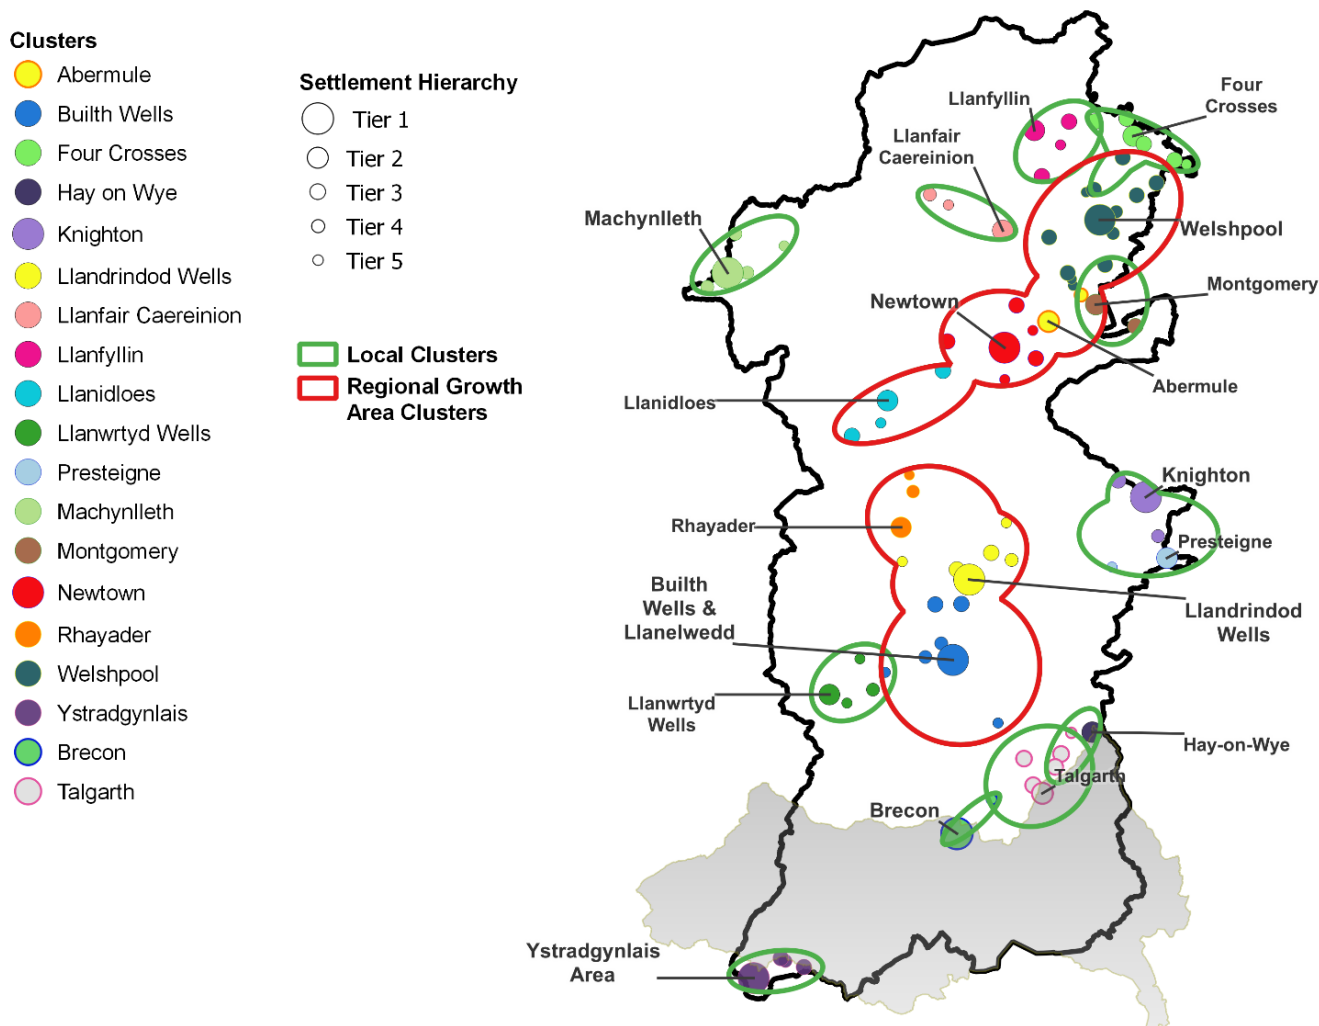 Clusters
Abermule
Builth Wells
Four Crosses
Hay on Wye
Knighton
Llandrindod Wells
Llanfair Caereinion
Llanfyllin
Llanidloes
Llanwrtyd Wells
Presteigne
Machynlleth
Montgomery
Newtown
Rhayader
Welshpool
Ystradgynlais
Brecon
Talgarth
Settlement Hierarchy
Tier 1
Tier 2
Tier 3
Tier 4
Tier 5
Local Clusters
Regional Growth
Area Clusters
Four
Crosses
Llanfyllin
Llanfair
Caereinion
Machynlleth
Welshpool
Montgomery
Newtown
Abermule
Llanidloes
Knighton
Rhayader
Presteigne
Builth
Wells &
Llanelwedd
Llandrindod
Wells
Llanwrtyd
Wells
Hay-on-Wye
Talgarth
Brecon
Ystradgynlais
Area